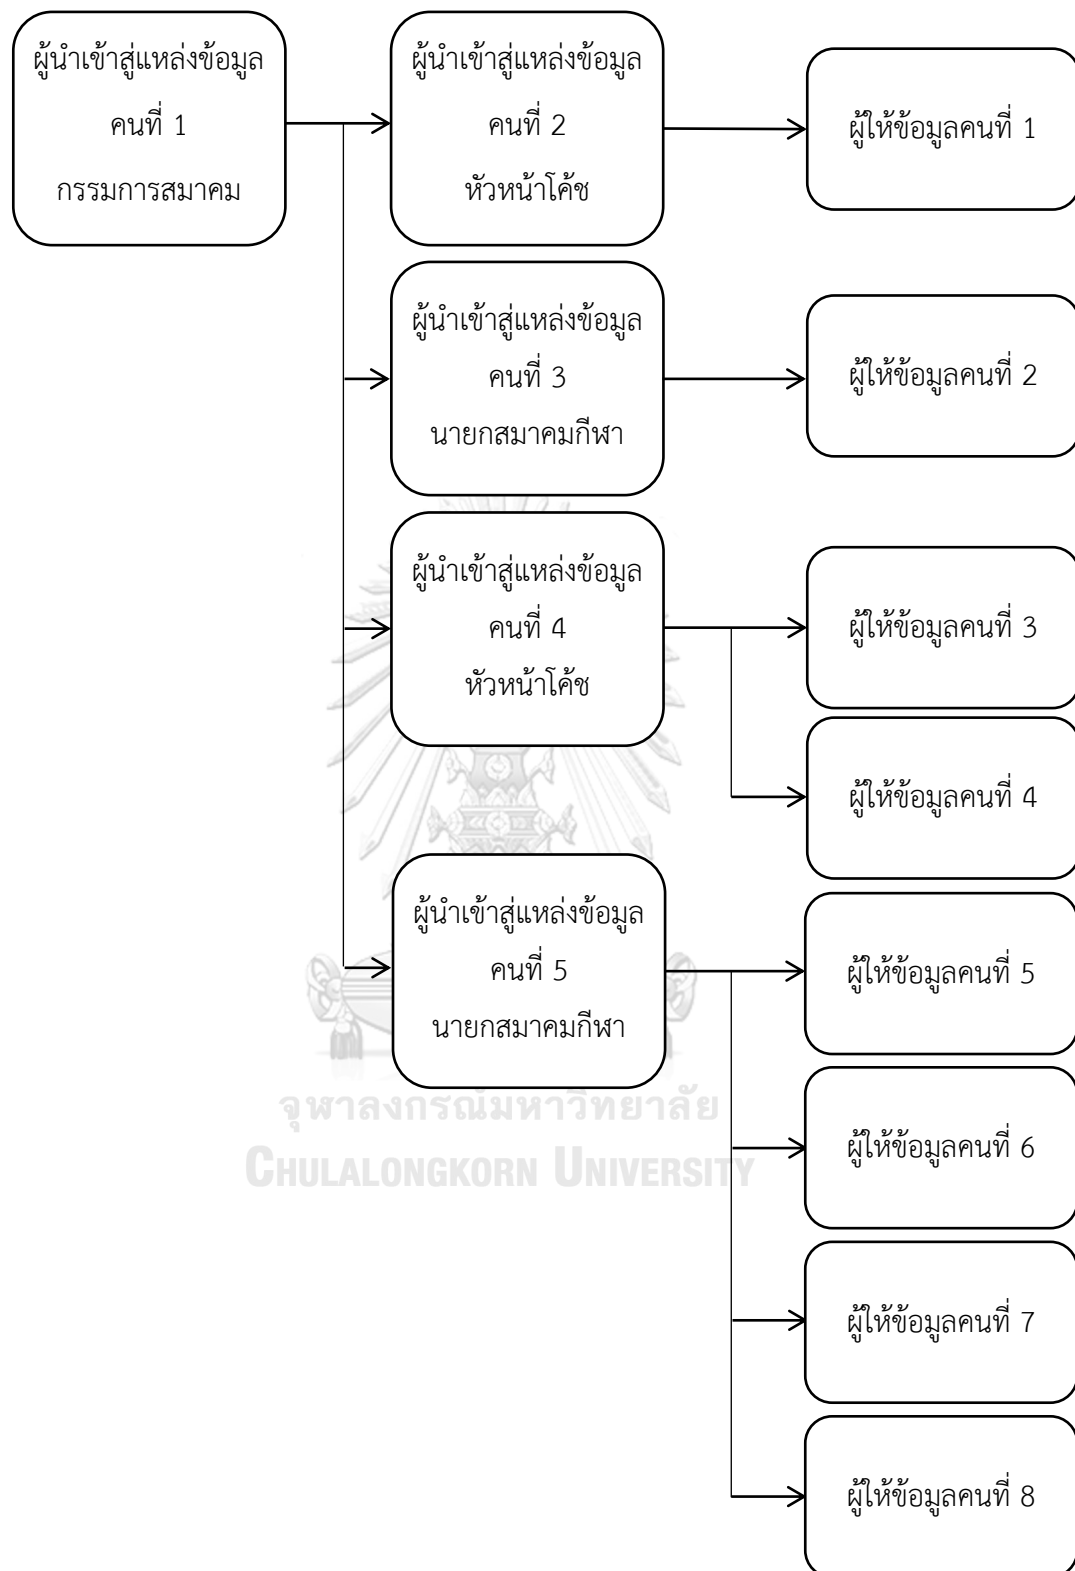 ผู้นำเข้าสู่แหล่งข้อมูล
คนที่ 1
กรรมการสมาคม
ผู้นำเข้าสู่แหล่งข้อมูล
คนที่ 2
หัวหน้าโค้ช
ผู้ให้ข้อมูลคนที่ 1
ผู้นำเข้าสู่แหล่งข้อมูล
คนที่ 3
นายกสมาคมกีฬา
ผู้ให้ข้อมูลคนที่ 2
ผู้นำเข้าสู่แหล่งข้อมูล
คนที่ 4
หัวหน้าโค้ช
ผู้ให้ข้อมูลคนที่ 3
ผู้ให้ข้อมูลคนที่ 4
ผู้นำเข้าสู่แหล่งข้อมูล
คนที่ 5
นายกสมาคมกีฬา
ผู้ให้ข้อมูลคนที่ 5
ผู้ให้ข้อมูลคนที่ 6
ผู้ให้ข้อมูลคนที่ 7
ผู้ให้ข้อมูลคนที่ 8
จุฬาลงกรณ์มหาวิทยาลัย
CHULALONGKORN UNIVERSITY